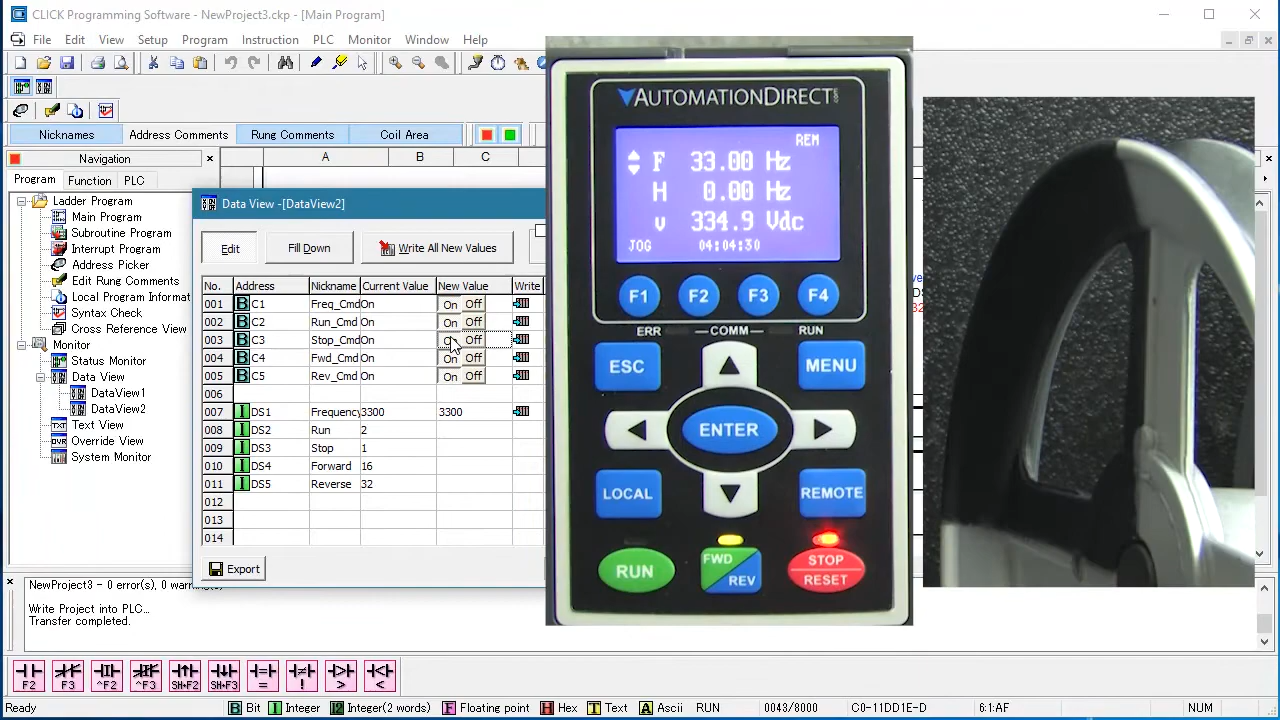 CLICK Programming Software - NewProject3.ckp - [Main Program]
File Edit View Setup Program Instruction PLC Monitor Window Help
Nicknames Address Comments Rung Comments Coil Area
Navigation
Program Function PLC
A B C
Ladder Program
Main Program
Subroutine Program
Interrupt Program
Address Picker
Edit Rung Comments
Local Program Informat
Syntax Check
Cross Reference View
Monitor
Status Monitor
Data View
DataView1
DataView2
Text View
Override View
System Monitor
Data View -[DataView2]
Edit Fill Down Write All New Values
No. Address Nickname Current Value New Value Write
001 B C1 Freq_Cmd On On Off
002 B C2 Run_Cmd On On Off
003 B C3 Stop_Cmd On Off
004 B C4 Fwd_Cmd On On Off
005 B C5 Rev_Cmd On On Off
006
007 I DS1 Frequency 3300 3300
008 I DS2 Run 2
009 I DS3 Stop 1
010 I DS4 Forward 16
011 I DS5 Reverse 32
012
013
014
Export
AUTOMATIONDIRECT.com
REM
F 33.00 Hz
H 0.00 Hz
v 334.9 Vdc
JOG 04:04:30
F1 F2 F3 F4
ERR COMM RUN
ESC MENU
ENTER
LOCAL REMOTE
RUN FWD REV STOP RESET
Write Project into PLC...
Transfer completed.
F2 F3 ^F2 ^F3 SH+F2 SH+F3 = ! > <
Ready B Bit I Integer I2 Integer(2 words) F Floating point H Hex T Text A Ascii RUN 0043/8000 C0-11DD1E-D 6:1:AF NUM